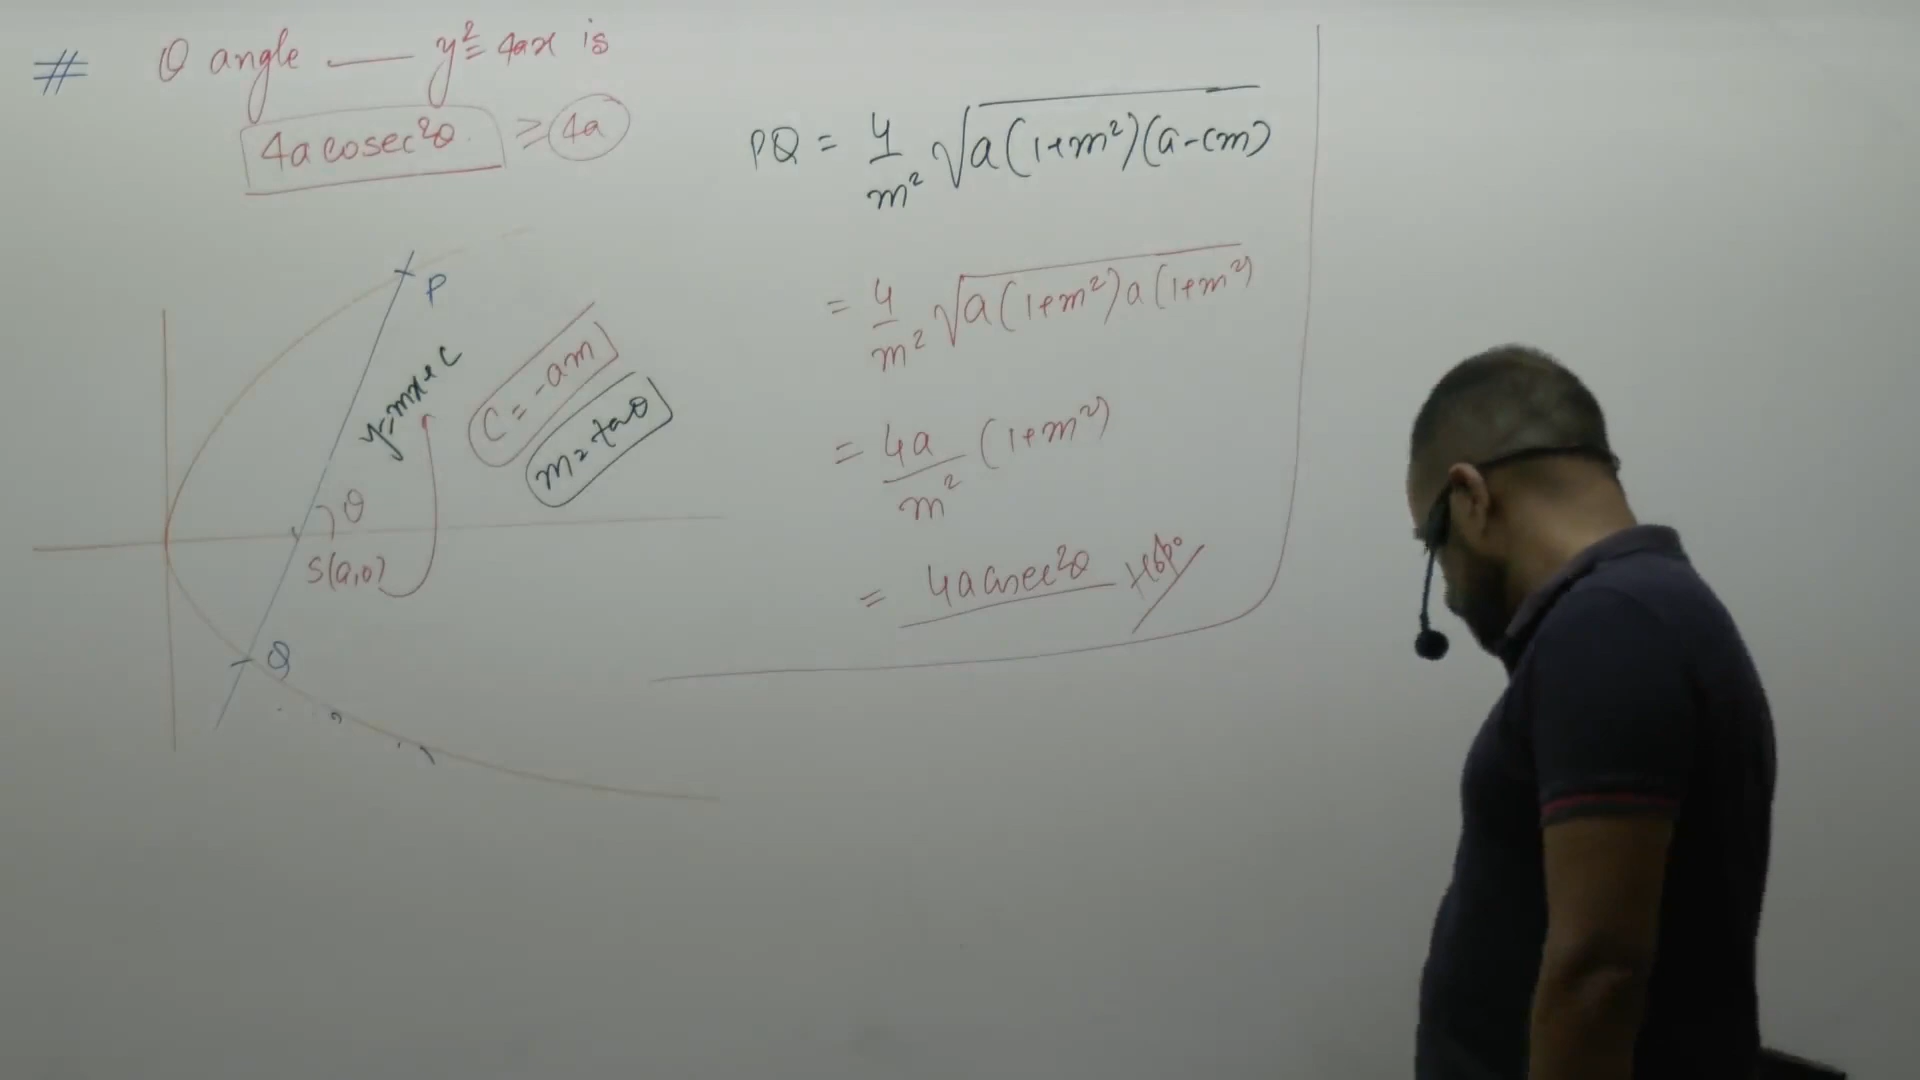 # θ angle — y² = 4ax is
4a cosec²θ ≥ 4a
PQ = 4/m² √a(1+m²)(a-cm)
= 4/m² √a(1+m²)a(1+m²)
= 4a/m² (1+m²)
= 4a cosec²θ
P
y=mx+c
C = -am
m = tanθ
θ
S(a,0)
Q